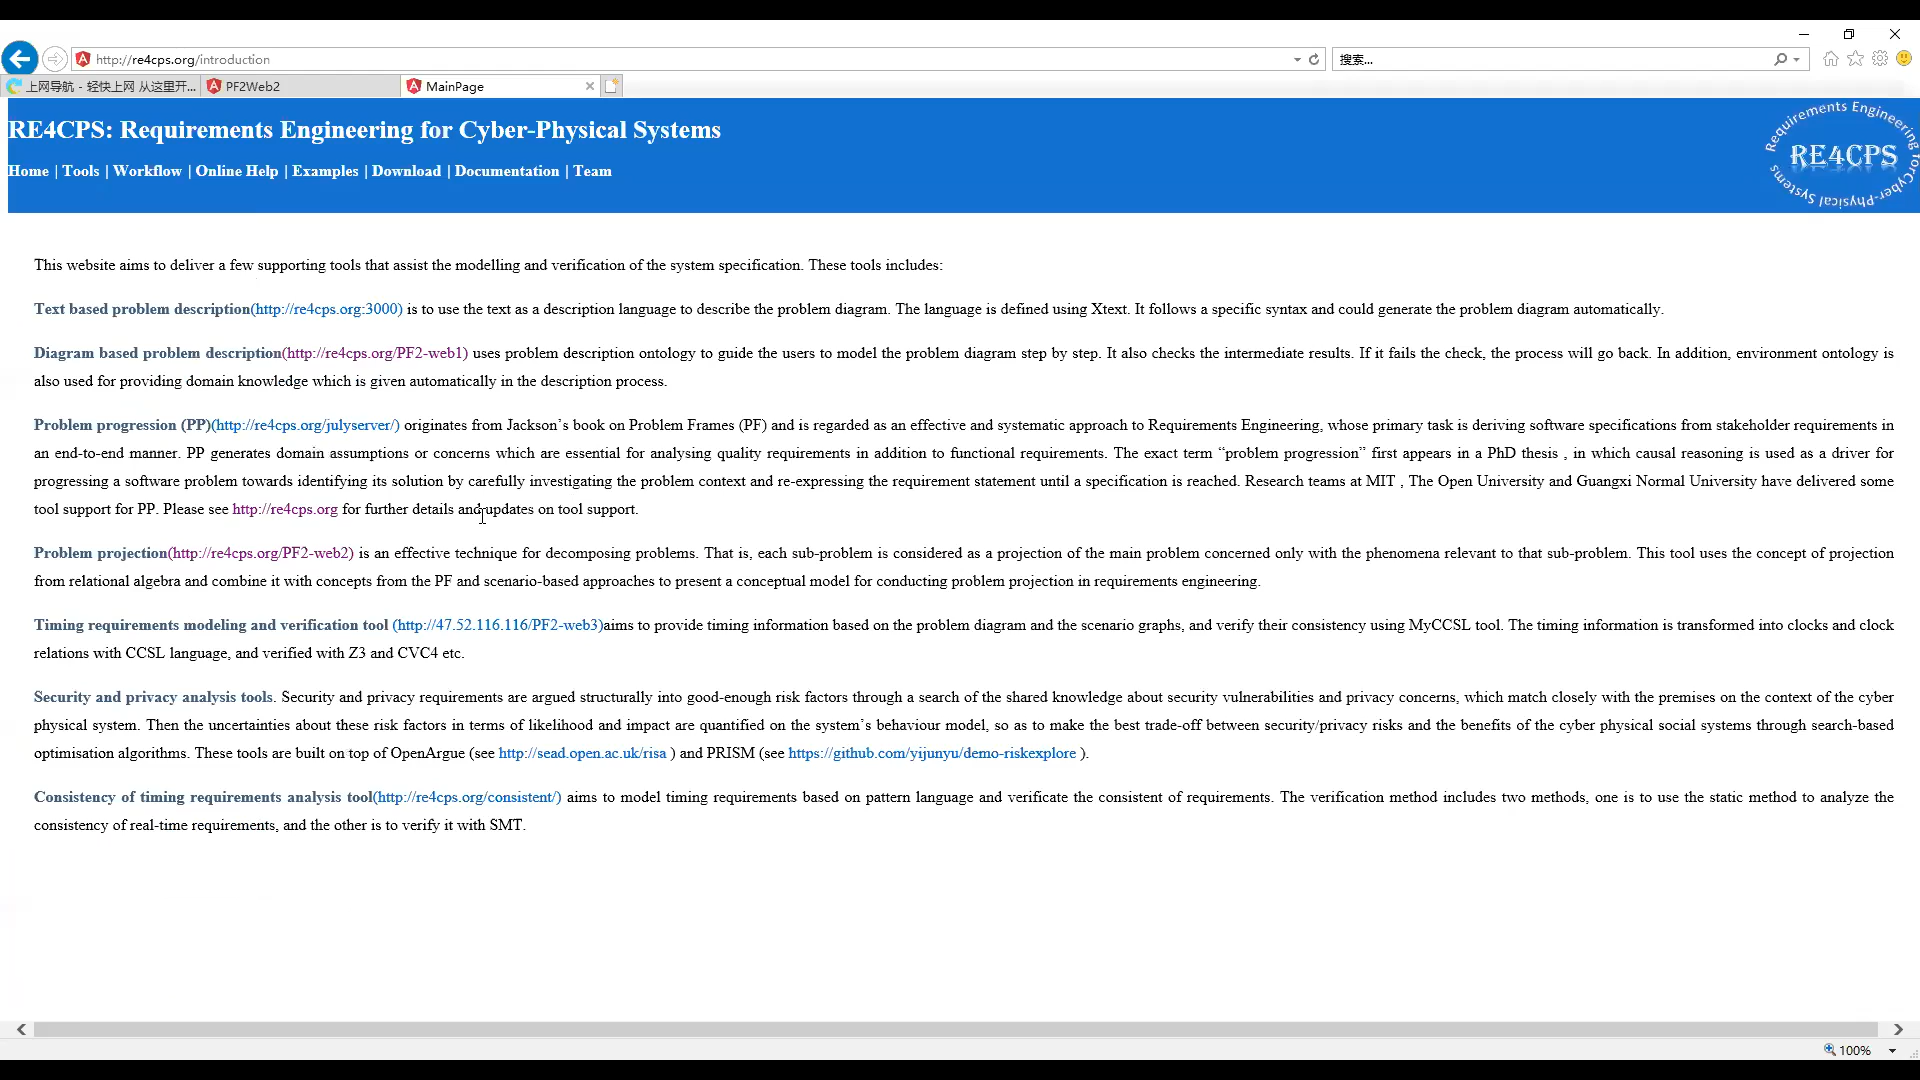 http://re4cps.org/introduction
搜索...
上网导航 - 轻快上网 从这里开...
PF2Web2
MainPage
RE4CPS: Requirements Engineering for Cyber-Physical Systems
Home | Tools | Workflow | Online Help | Examples | Download | Documentation | Team
Requirements Engineering for Cyber-Physical Systems
RE4CPS
This website aims to deliver a few supporting tools that assist the modelling and verification of the system specification. These tools includes:
Text based problem description(http://re4cps.org:3000) is to use the text as a description language to describe the problem diagram. The language is defined using Xtext. It follows a specific syntax and could generate the problem diagram automatically.
Diagram based problem description(http://re4cps.org/PF2-web1) uses problem description ontology to guide the users to model the problem diagram step by step. It also checks the intermediate results. If it fails the check, the process will go back. In addition, environment ontology is
also used for providing domain knowledge which is given automatically in the description process.
Problem progression (PP)(http://re4cps.org/julyserver/) originates from Jackson’s book on Problem Frames (PF) and is regarded as an effective and systematic approach to Requirements Engineering, whose primary task is deriving software specifications from stakeholder requirements in
an end-to-end manner. PP generates domain assumptions or concerns which are essential for analysing quality requirements in addition to functional requirements. The exact term “problem progression” first appears in a PhD thesis , in which causal reasoning is used as a driver for
progressing a software problem towards identifying its solution by carefully investigating the problem context and re-expressing the requirement statement until a specification is reached. Research teams at MIT , The Open University and Guangxi Normal University have delivered some
tool support for PP. Please see http://re4cps.org for further details and updates on tool support.
Problem projection(http://re4cps.org/PF2-web2) is an effective technique for decomposing problems. That is, each sub-problem is considered as a projection of the main problem concerned only with the phenomena relevant to that sub-problem. This tool uses the concept of projection
from relational algebra and combine it with concepts from the PF and scenario-based approaches to present a conceptual model for conducting problem projection in requirements engineering.
Timing requirements modeling and verification tool (http://47.52.116.116/PF2-web3)aims to provide timing information based on the problem diagram and the scenario graphs, and verify their consistency using MyCCSL tool. The timing information is transformed into clocks and clock
relations with CCSL language, and verified with Z3 and CVC4 etc.
Security and privacy analysis tools. Security and privacy requirements are argued structurally into good-enough risk factors through a search of the shared knowledge about security vulnerabilities and privacy concerns, which match closely with the premises on the context of the cyber
physical system. Then the uncertainties about these risk factors in terms of likelihood and impact are quantified on the system’s behaviour model, so as to make the best trade-off between security/privacy risks and the benefits of the cyber physical social systems through search-based
optimisation algorithms. These tools are built on top of OpenArgue (see http://sead.open.ac.uk/risa ) and PRISM (see https://github.com/yijunyu/demo-riskexplore ).
Consistency of timing requirements analysis tool(http://re4cps.org/consistent/) aims to model timing requirements based on pattern language and verificate the consistent of requirements. The verification method includes two methods, one is to use the static method to analyze the
consistency of real-time requirements, and the other is to verify it with SMT.
100%